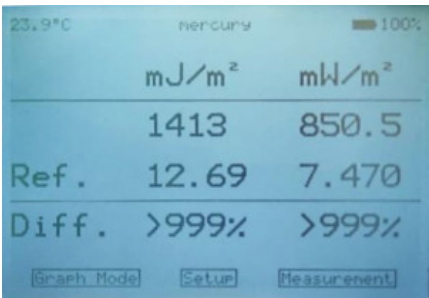 23.9°C mercury 100%
mJ/m² mW/m²
1413 850.5
Ref. 12.69 7.470
Diff. >999% >999%
Graph Mode Setup Measurement